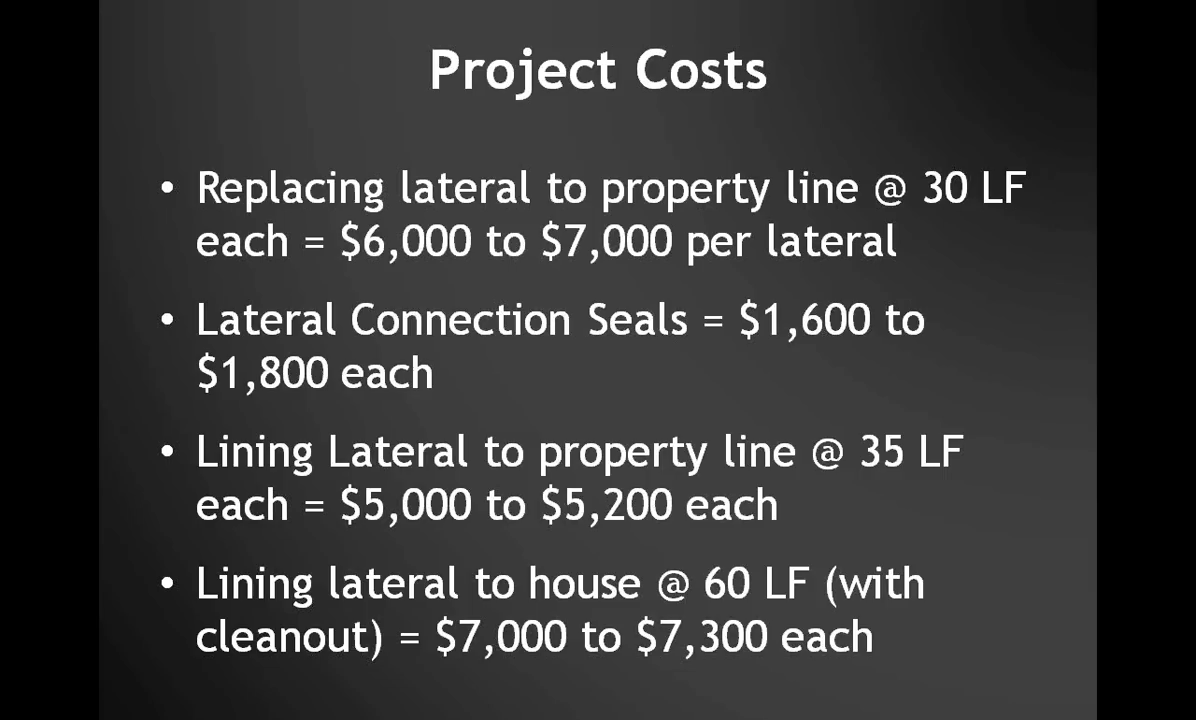 Project Costs
• Replacing lateral to property line @ 30 LF
each = $6,000 to $7,000 per lateral
• Lateral Connection Seals = $1,600 to
$1,800 each
• Lining Lateral to property line @ 35 LF
each = $5,000 to $5,200 each
• Lining lateral to house @ 60 LF (with
cleanout) = $7,000 to $7,300 each